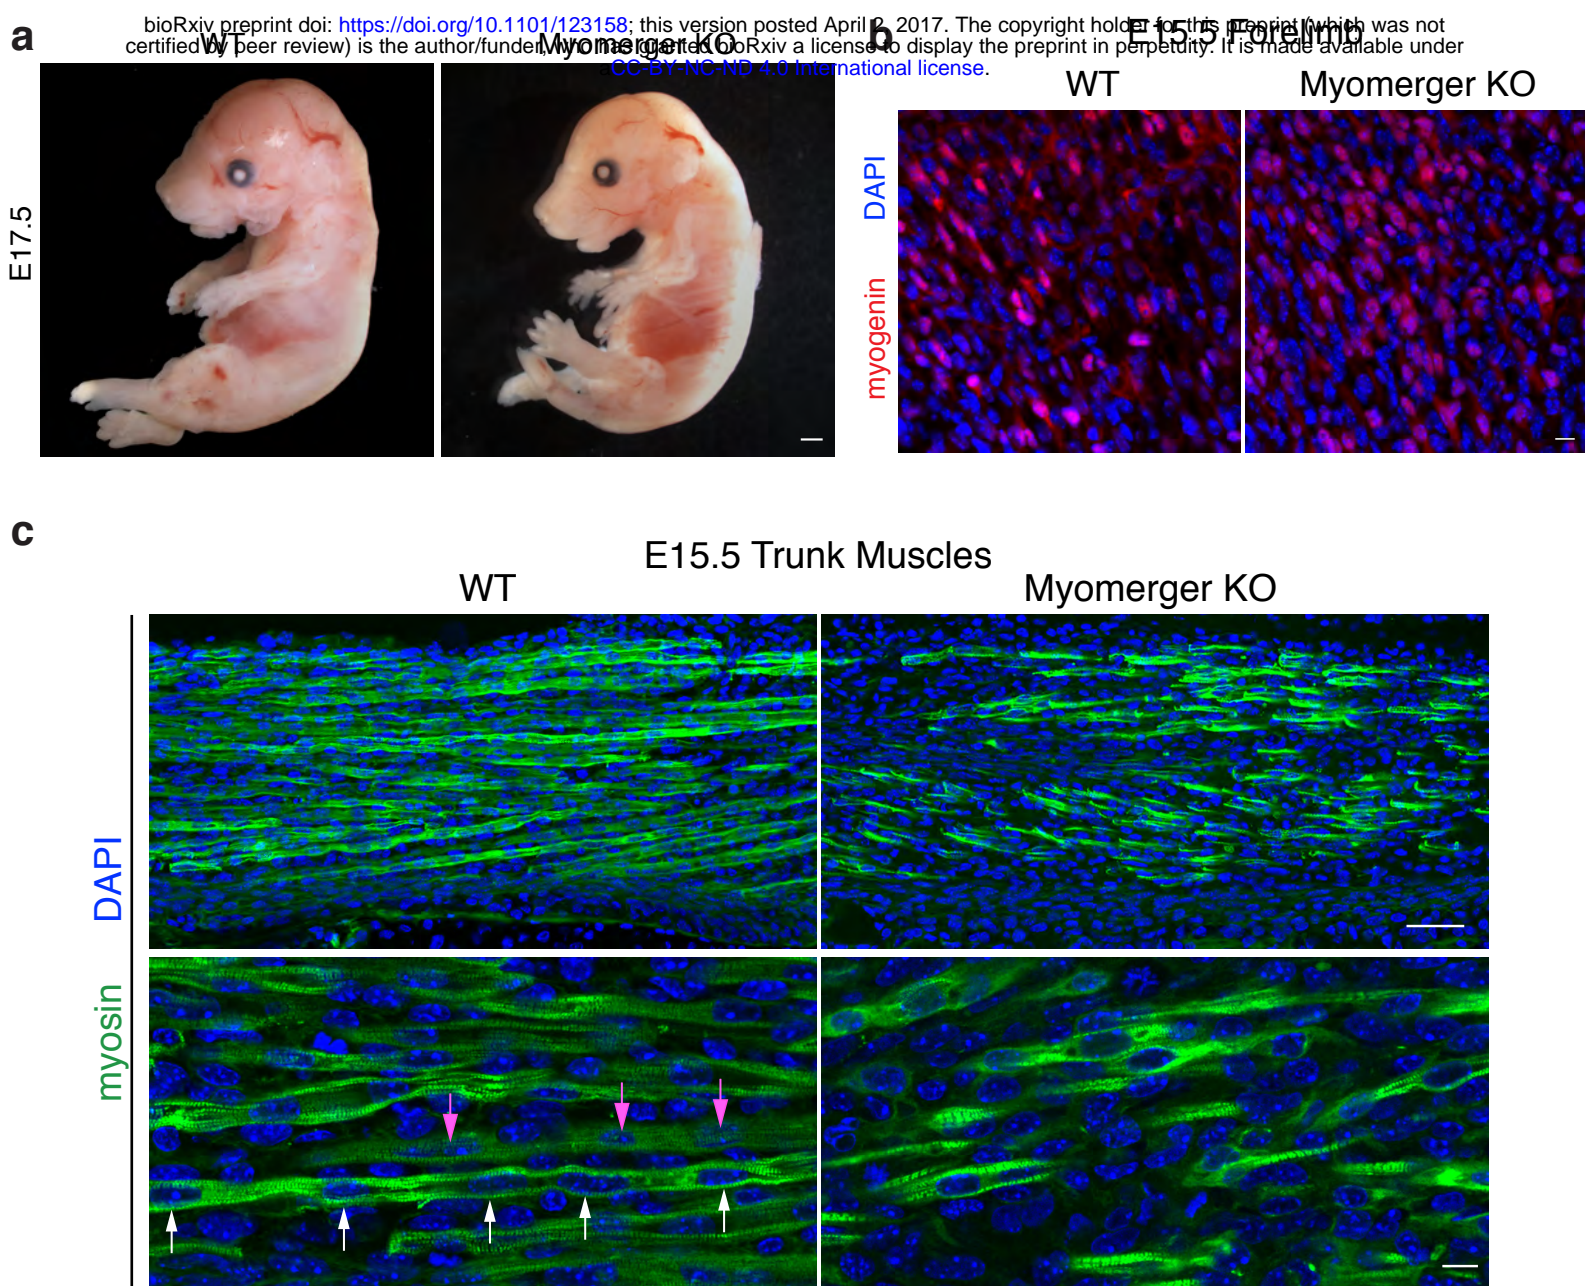 bioRxiv preprint doi: https://doi.org/10.1101/123158; this version posted April 2, 2017. The copyright holder for this preprint (which was not
certified by peer review) is the author/funder, who has granted bioRxiv a license to display the preprint in perpetuity. It is made available under
aCC-BY-NC-ND 4.0 International license.
a
WT
Myomerger KO
E17.5
b
E15.5 Forelimb
WT
Myomerger KO
DAPI
myogenin
c
E15.5 Trunk Muscles
WT
Myomerger KO
DAPI
myosin